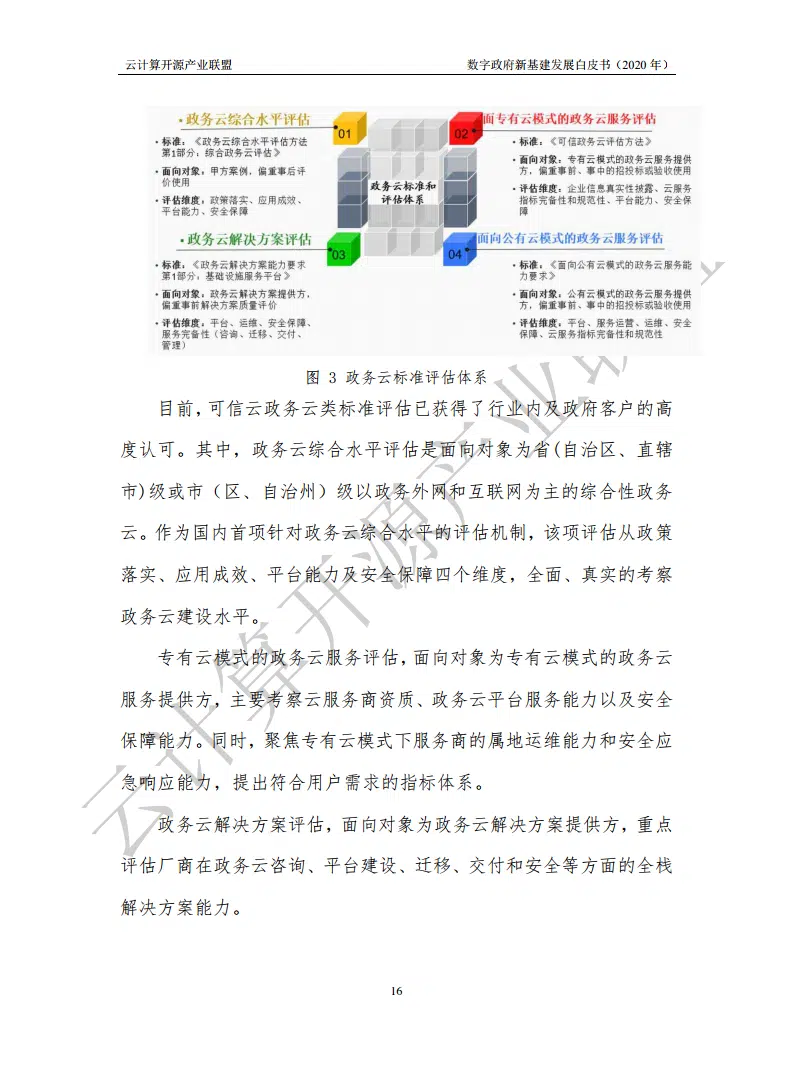 云计算开源产业联盟
数字政府新基建发展白皮书（2020 年）
• 政务云综合水平评估
01
• 标准：《政务云综合水平评估方法
第1部分：综合政务云评估》
• 面向对象：甲方案例，偏重事后评
价使用
• 评估维度：政策落实、应用成效、
平台能力、安全保障
02
面专有云模式的政务云服务评估
• 标准：《可信政务云评估方法》
• 面向对象：专有云模式的政务云服务提供
方，偏重事前、事中的招投标或验收使用
• 评估维度：企业信息真实性披露、云服务
指标完备性和规范性、平台能力、安全保
障
政务云标准和
评估体系
• 政务云解决方案评估
03
• 标准：《政务云解决方案能力要求
第1部分：基础设施服务平台》
• 面向对象：政务云解决方案提供方，
偏重事前解决方案质量评价
• 评估维度：平台、运维、安全保障、
服务完备性（咨询、迁移、交付、
管理）
04
面向公有云模式的政务云服务评估
• 标准：《面向公有云模式的政务云服务能
力要求》
• 面向对象：公有云模式的政务云服务提供
方，偏重事前、事中的招投标或验收使用
• 评估维度：平台、服务运营、运维、安全
保障、云服务指标完备性和规范性
图 3 政务云标准评估体系
目前，可信云政务云类标准评估已获得了行业内及政府客户的高
度认可。其中，政务云综合水平评估是面向对象为省(自治区、直辖
市)级或市（区、自治州）级以政务外网和互联网为主的综合性政务
云。作为国内首项针对政务云综合水平的评估机制，该项评估从政策
落实、应用成效、平台能力及安全保障四个维度，全面、真实的考察
政务云建设水平。
专有云模式的政务云服务评估，面向对象为专有云模式的政务云
服务提供方，主要考察云服务商资质、政务云平台服务能力以及安全
保障能力。同时，聚焦专有云模式下服务商的属地运维能力和安全应
急响应能力，提出符合用户需求的指标体系。
政务云解决方案评估，面向对象为政务云解决方案提供方，重点
评估厂商在政务云咨询、平台建设、迁移、交付和安全等方面的全栈
解决方案能力。
云计算开源产业联
16